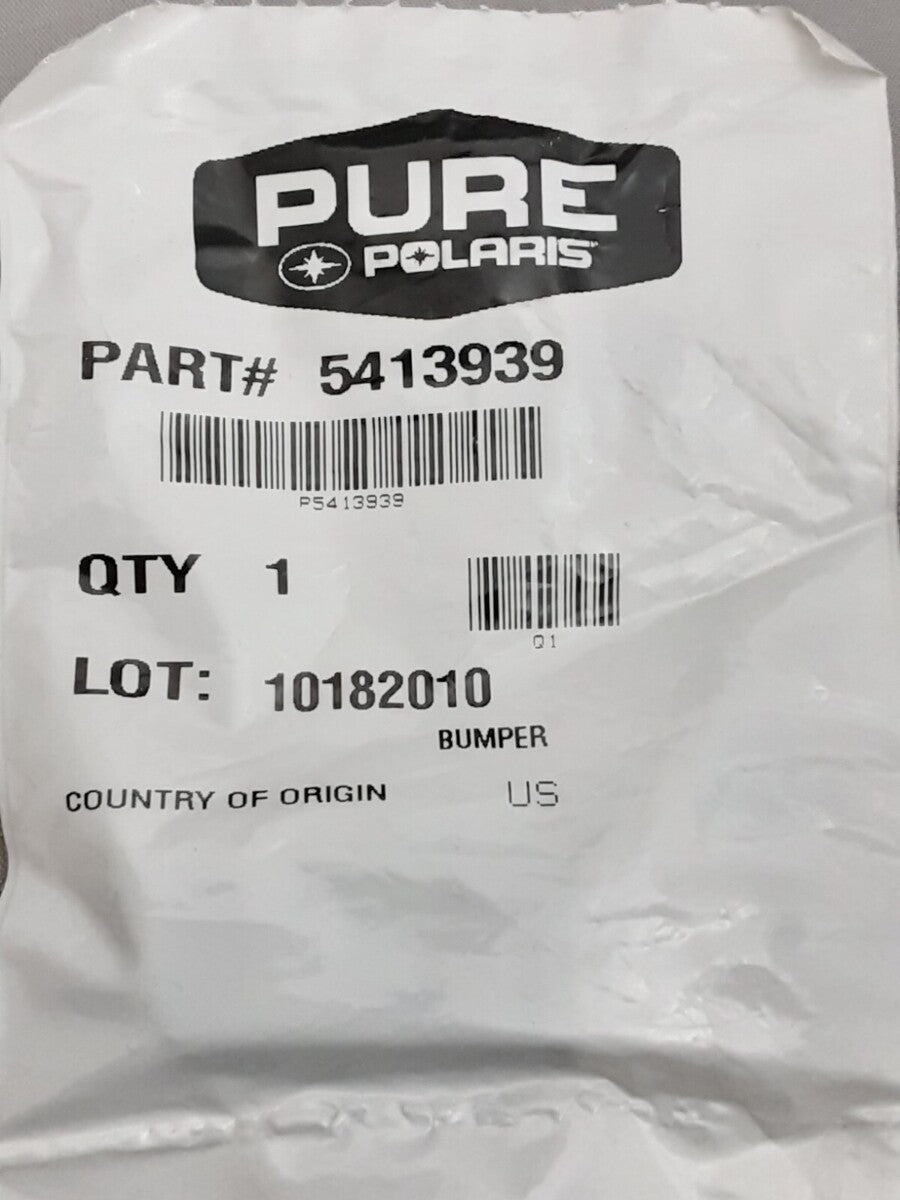 PURE
POLARIS
PART# 5413939
P5413939
QTY 1
Q1
LOT: 10182010
BUMPER
COUNTRY OF ORIGIN US